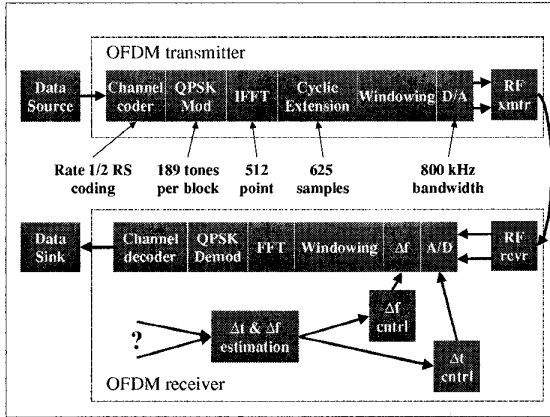 OFDM transmitter
Data
Source
Channel
coder
QPSK
Mod
IFFT
Cyclic
Extension
Windowing
D/A
RF
xmtr
Rate 1/2 RS
coding
189 tones
per block
512
point
625
samples
800 kHz
bandwidth
Data
Sink
Channel
decoder
QPSK
Demod
FFT
Windowing
Δf
A/D
RF
rcvr
?
Δt & Δf
estimation
Δf
cntrl
Δt
cntrl
OFDM receiver